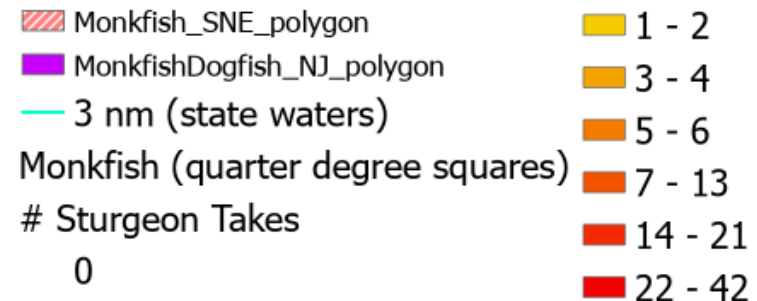 Monkfish_SNE_polygon
MonkfishDogfish_NJ_polygon
3 nm (state waters)
Monkfish (quarter degree squares)
# Sturgeon Takes
0
1 - 2
3 - 4
5 - 6
7 - 13
14 - 21
22 - 42